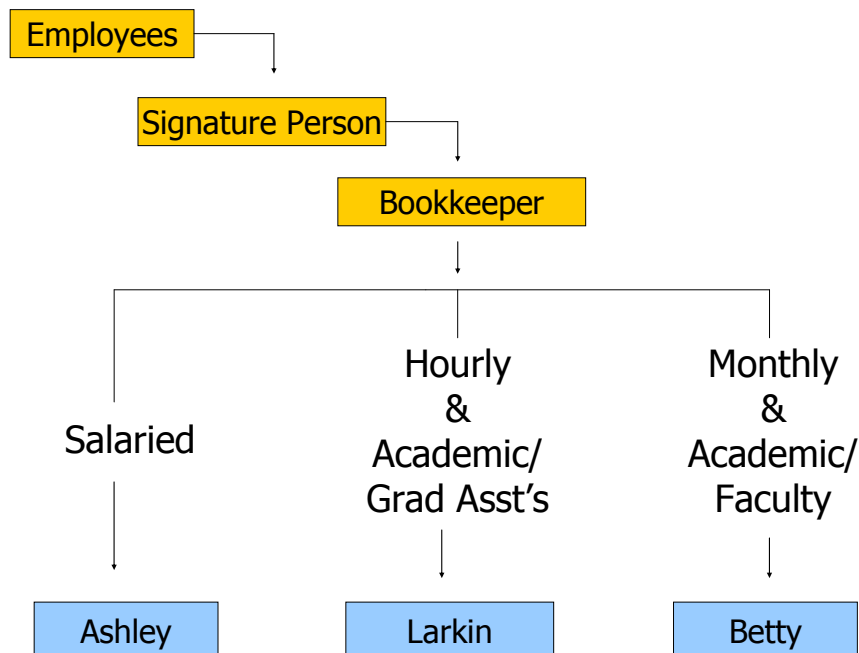 Employees
Signature Person
Bookkeeper
Salaried
Hourly
&
Academic/
Grad Asst’s
Monthly
&
Academic/
Faculty
Ashley
Larkin
Betty